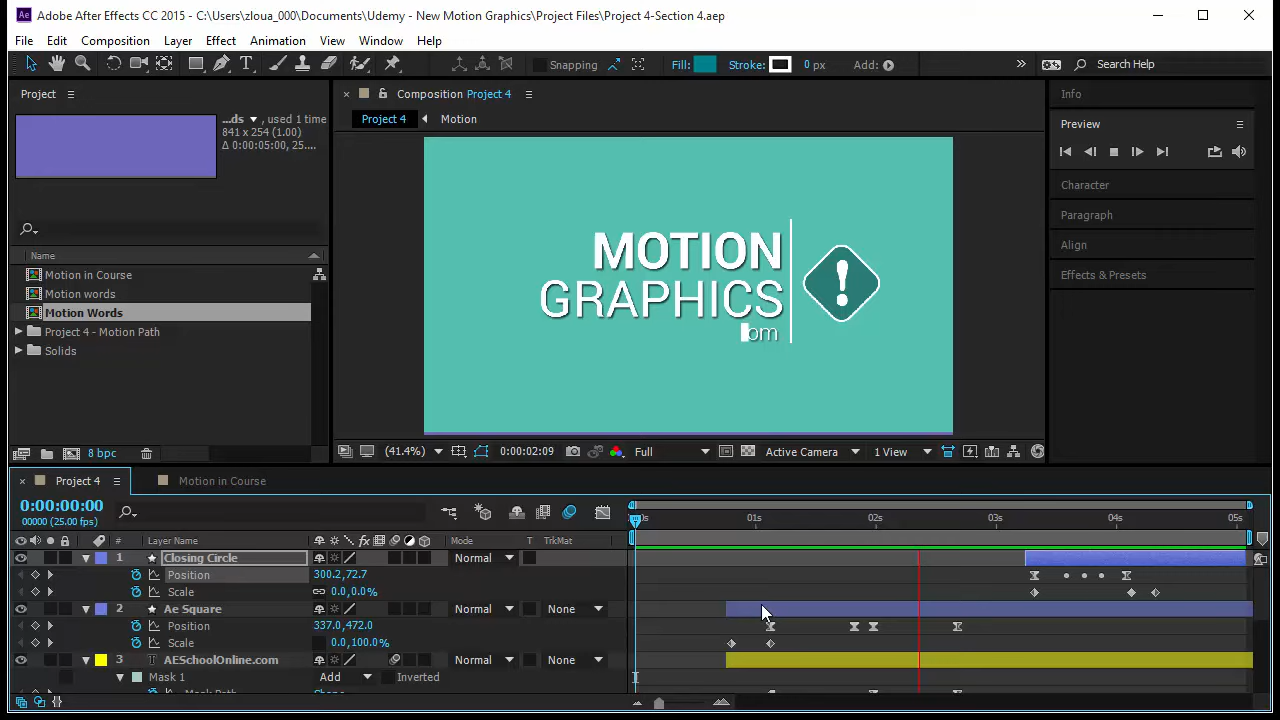 Adobe After Effects CC 2015 - C:\Users\zloua_000\Documents\Udemy - New Motion Graphics\Project Files\Project 4-Section 4.aep
File Edit Composition Layer Effect Animation View Window Help
Snapping Fill: Stroke: 0 px Add: » Search Help
Project
Composition Project 4
Info
Project 4 Motion
...ds ▼, used 1 time
841 x 254 (1.00)
Δ 0:00:05:00, 25....
Preview
Character
Paragraph
Align
Effects & Presets
Name
Motion in Course
Motion words
Motion Words
Project 4 - Motion Path
Solids
MOTION
GRAPHICS
om
!
8 bpc
(41.4%) 0:00:02:09 Full Active Camera 1 View
Project 4 Motion in Course
0:00:00:00
00000 (25.00 fps)
0s 01s 02s 03s 04s 05s
# Layer Name fx Mode T TrkMat
1 Closing Circle Normal
Position 300.2,72.7
Scale 0.0,0.0%
2 Ae Square Normal None
Position 337.0,472.0
Scale 0.0,100.0%
3 T AESchoolOnline.com Normal None
Mask 1 Add Inverted
Mask Path Shape...